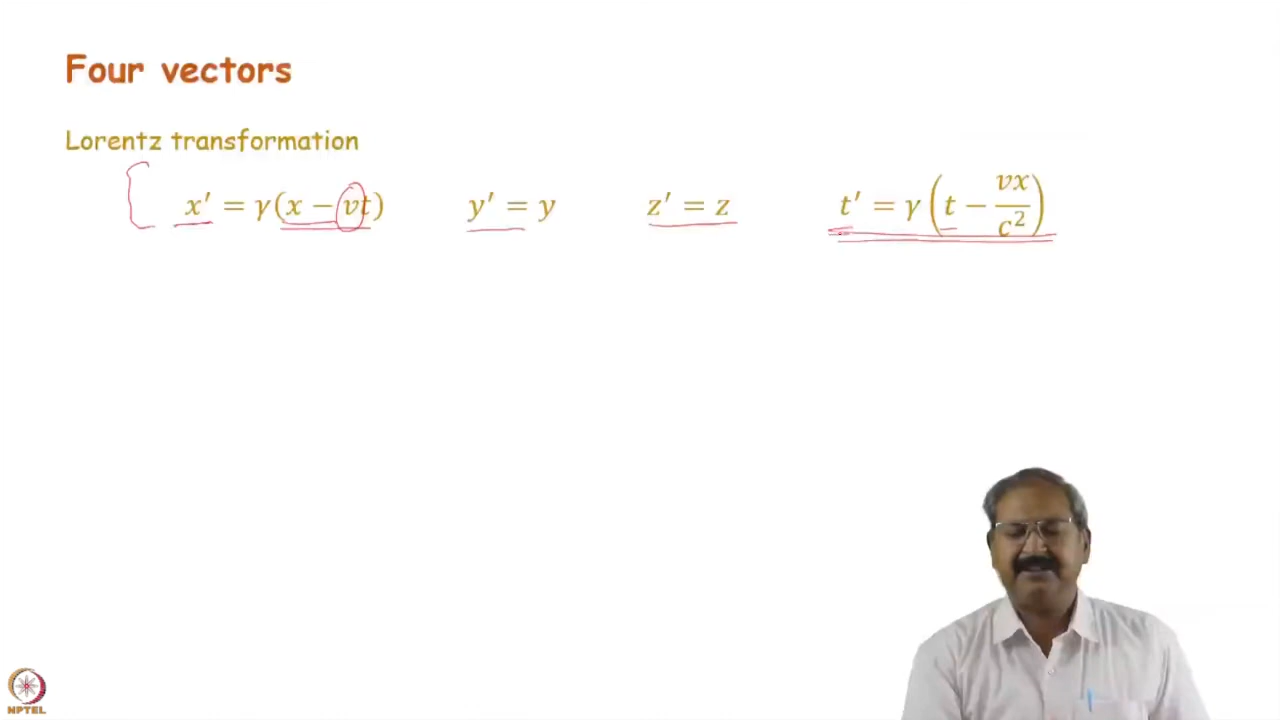 Four vectors
Lorentz transformation
x′ = γ(x − vt) y′ = y z′ = z t′ = γ(t − vx/c²)
NPTEL